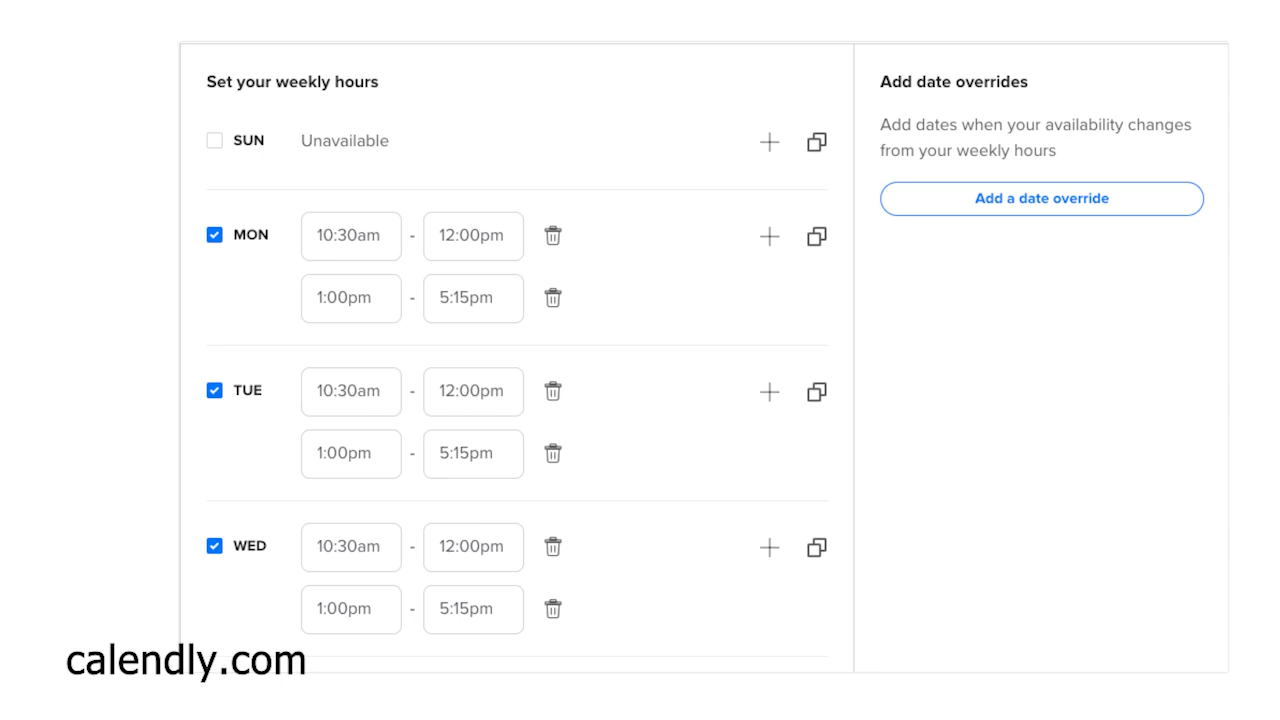 Set your weekly hours
SUN Unavailable
MON 10:30am - 12:00pm
1:00pm - 5:15pm
TUE 10:30am - 12:00pm
1:00pm - 5:15pm
WED 10:30am - 12:00pm
1:00pm - 5:15pm
Add date overrides
Add dates when your availability changes
from your weekly hours
Add a date override
calendly.com